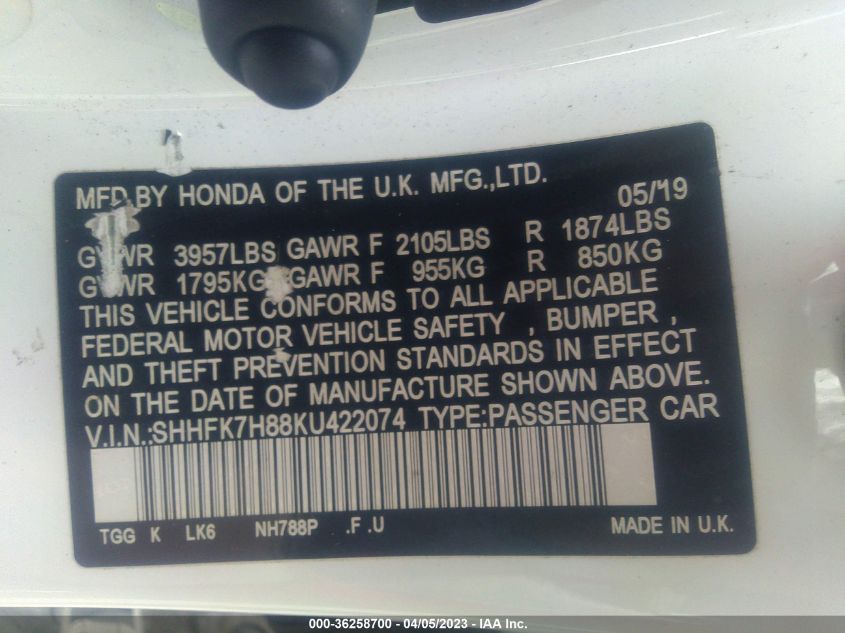 MFD.BY HONDA OF THE U.K. MFG.,LTD. 05/19
GVWR 3957LBS GAWR F 2105LBS R 1874LBS
GVWR 1795KG GAWR F 955KG R 850KG
THIS VEHICLE CONFORMS TO ALL APPLICABLE
FEDERAL MOTOR VEHICLE SAFETY , BUMPER ,
AND THEFT PREVENTION STANDARDS IN EFFECT
ON THE DATE OF MANUFACTURE SHOWN ABOVE.
V.I.N.:SHHFK7H88KU422074 TYPE:PASSENGER CAR
TGG K LK6 NH788P .F .U MADE IN U.K.
000-36258700 - 04/05/2023 - IAA Inc.